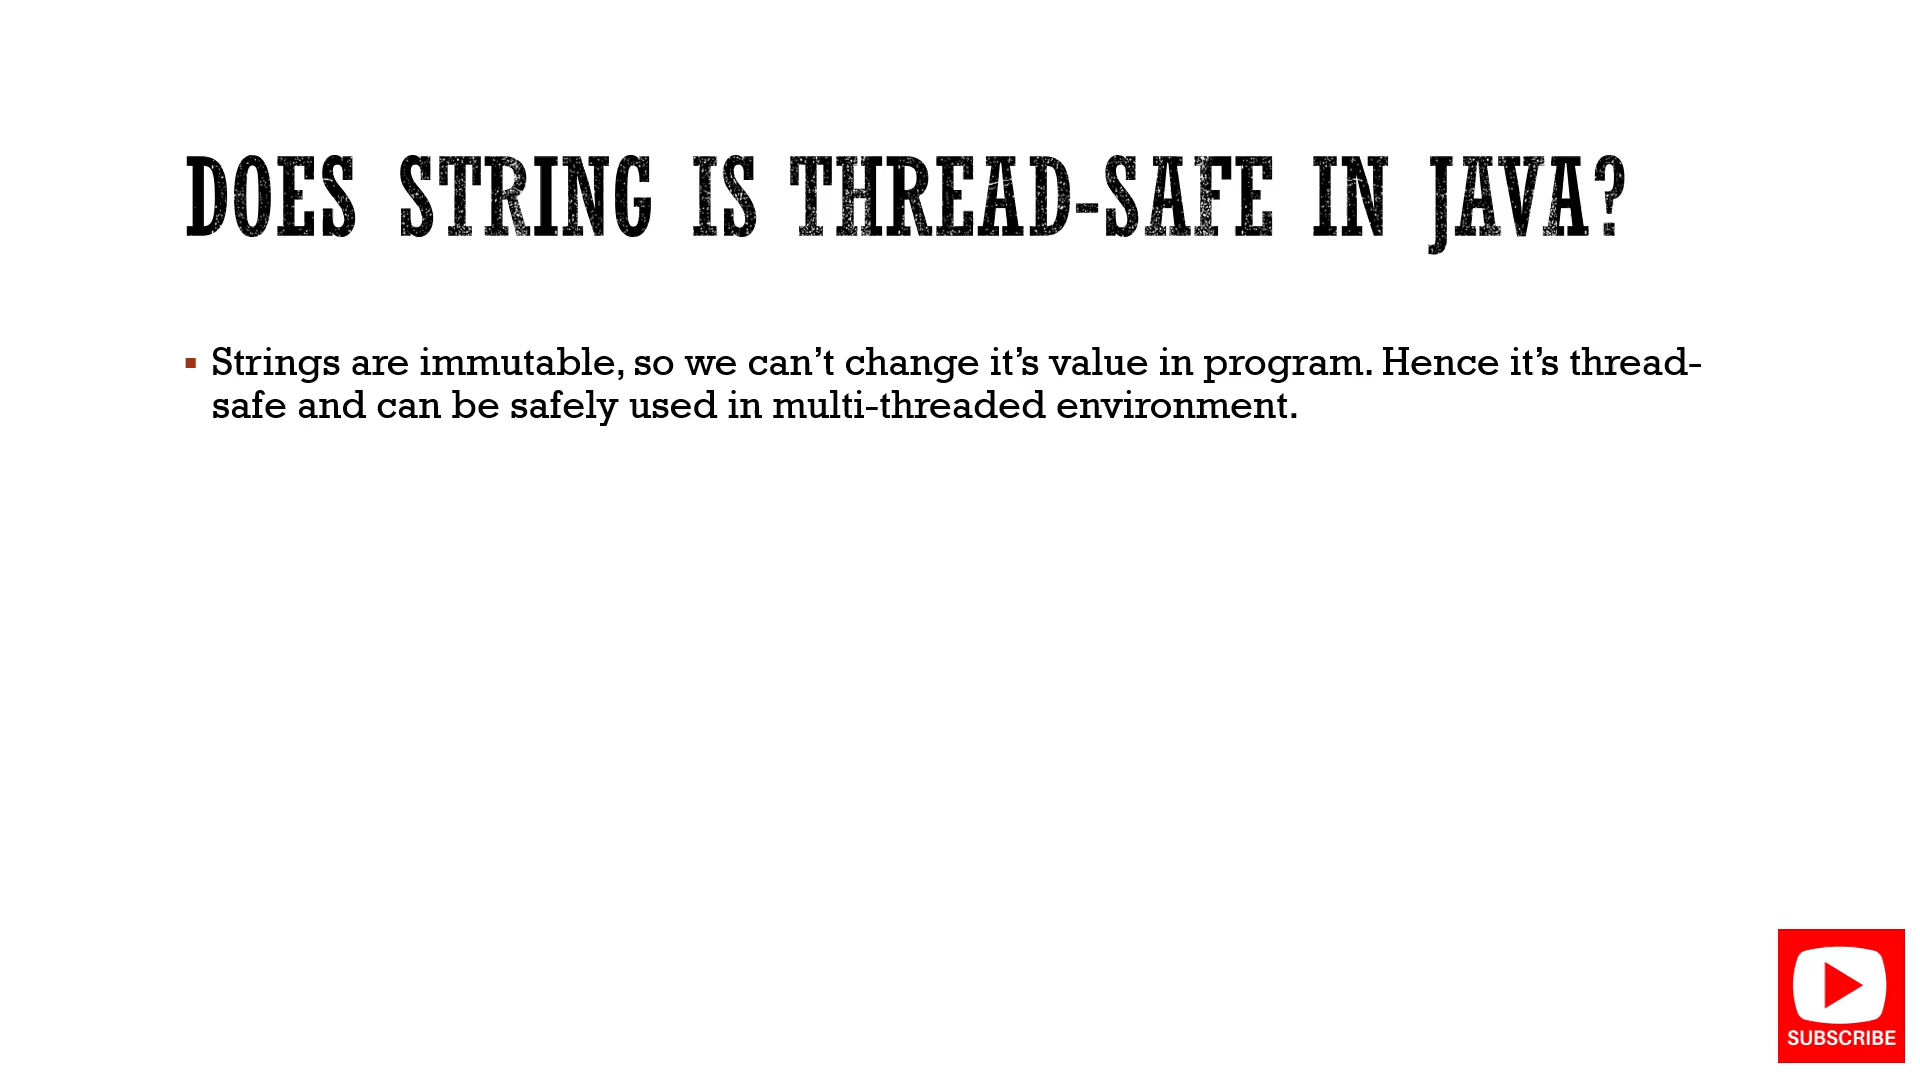 DOES STRING IS THREAD-SAFE IN JAVA?
▪ Strings are immutable, so we can’t change it’s value in program. Hence it’s thread-
safe and can be safely used in multi-threaded environment.
SUBSCRIBE